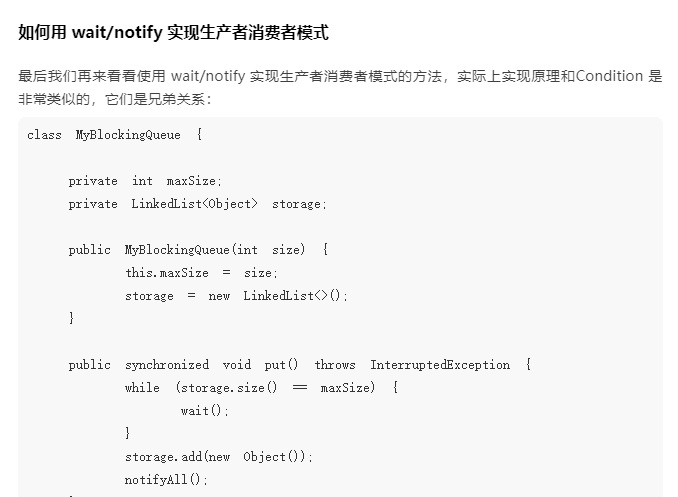 如何用 wait/notify 实现生产者消费者模式
最后我们再来看看使用 wait/notify 实现生产者消费者模式的方法，实际上实现原理和Condition 是
非常类似的，它们是兄弟关系：
class MyBlockingQueue {
private int maxSize;
private LinkedList<Object> storage;
public MyBlockingQueue(int size) {
this.maxSize = size;
storage = new LinkedList<>();
}
public synchronized void put() throws InterruptedException {
while (storage.size() == maxSize) {
wait();
}
storage.add(new Object());
notifyAll();